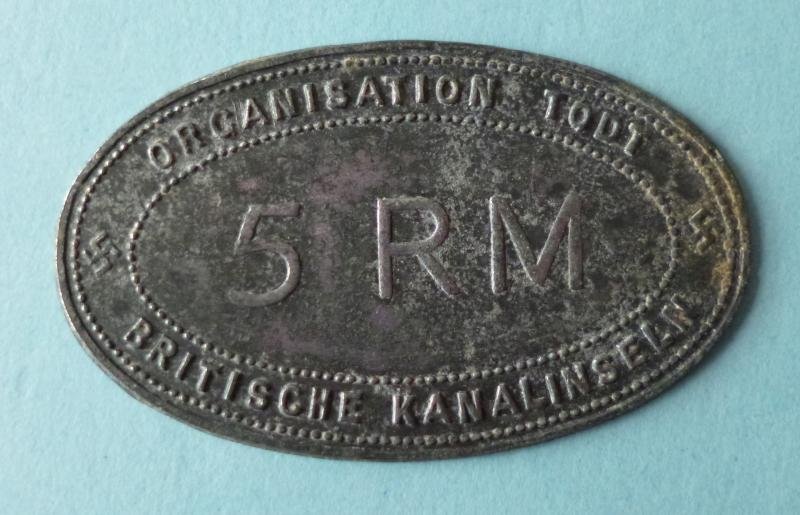 ORGANISATION TODT
5 RM
BRITISCHE KANALINSELN